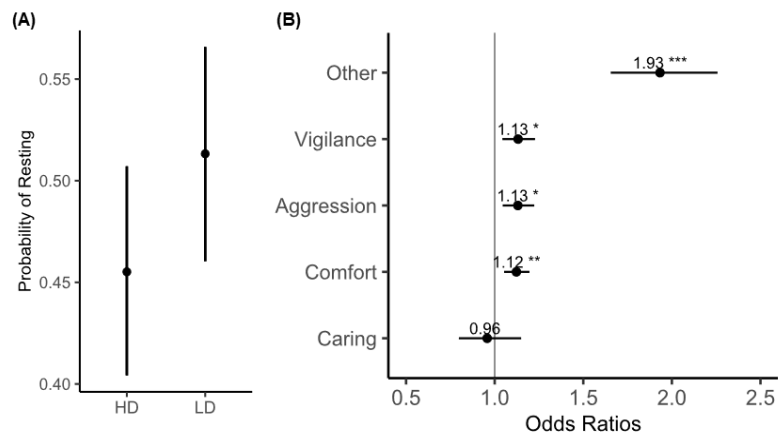 (A)
Probability of Resting
0.55
0.50
0.45
0.40
HD LD
(B)
Other
Vigilance
Aggression
Comfort
Caring
1.93 ***
1.13 *
1.13 *
1.12 **
0.96
0.5 1.0 1.5 2.0 2.5
Odds Ratios